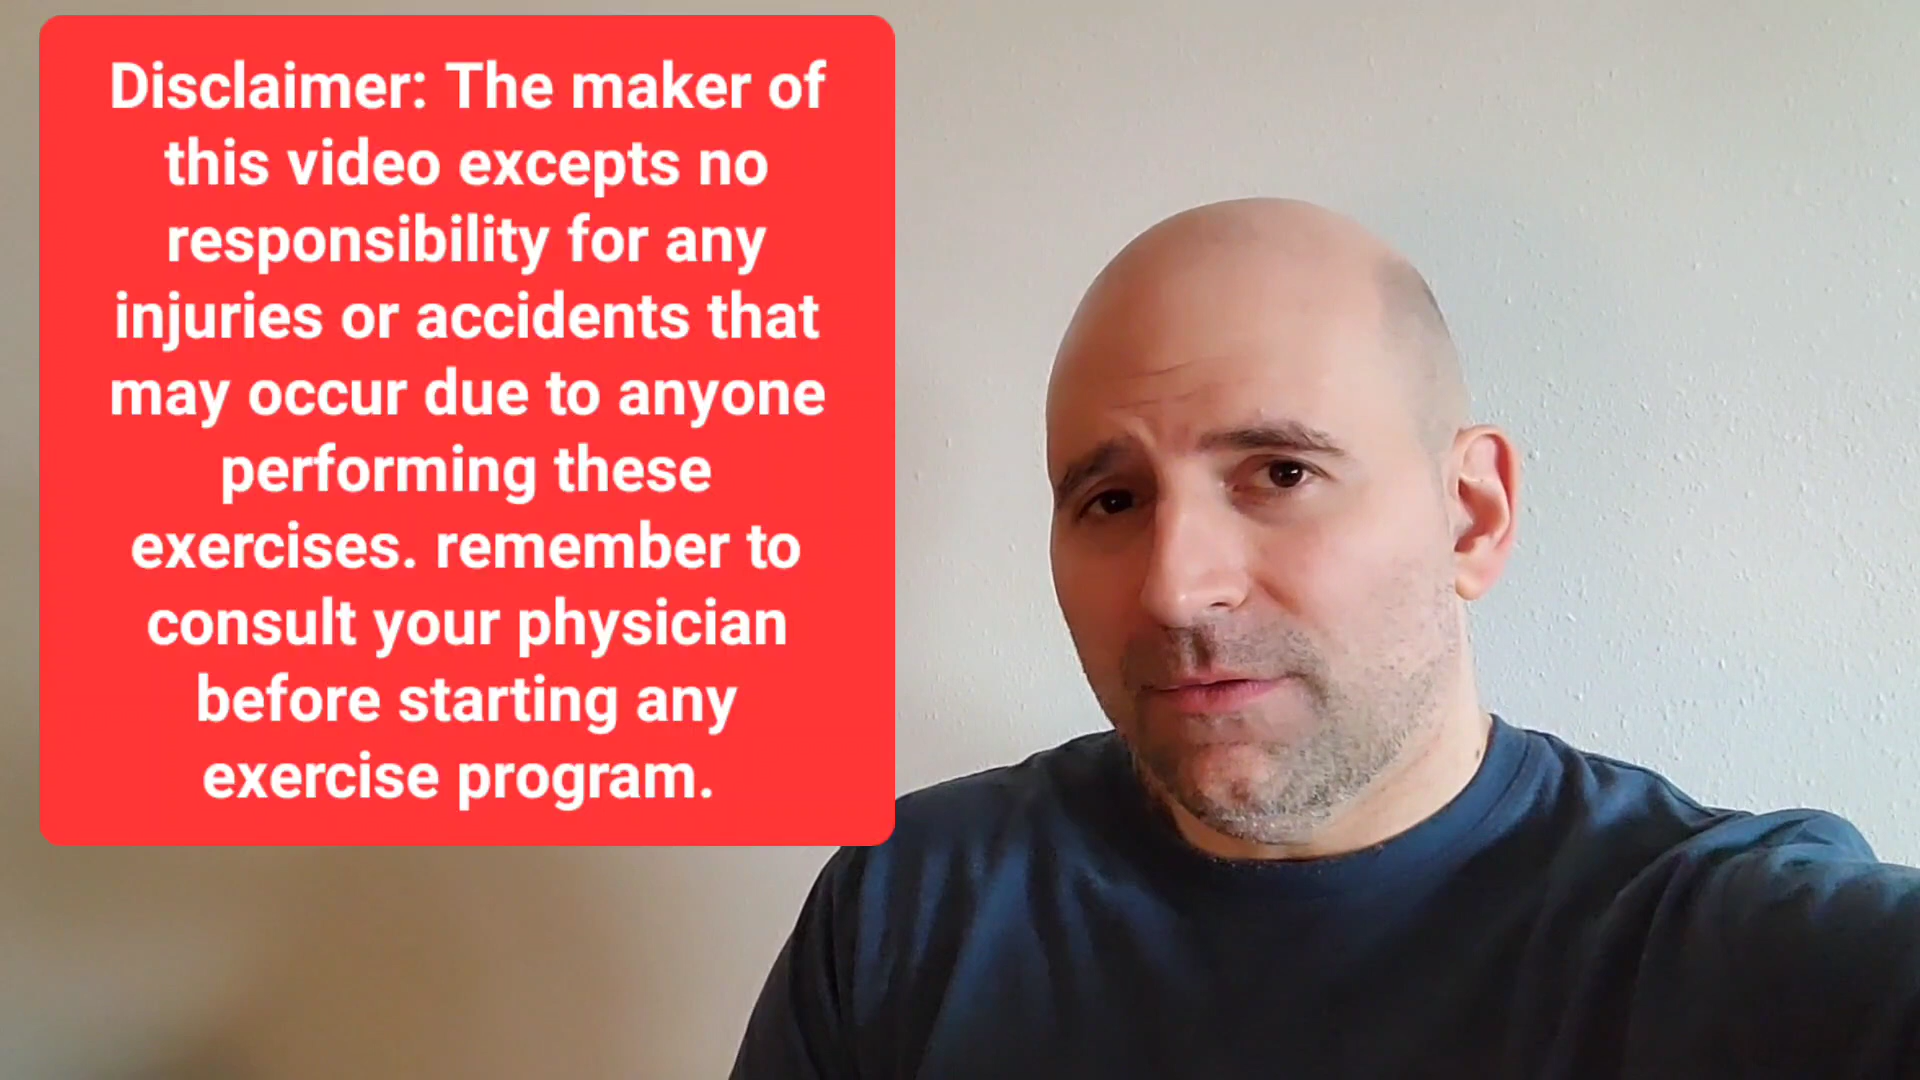 Disclaimer: The maker of
this video excepts no
responsibility for any
injuries or accidents that
may occur due to anyone
performing these
exercises. remember to
consult your physician
before starting any
exercise program.